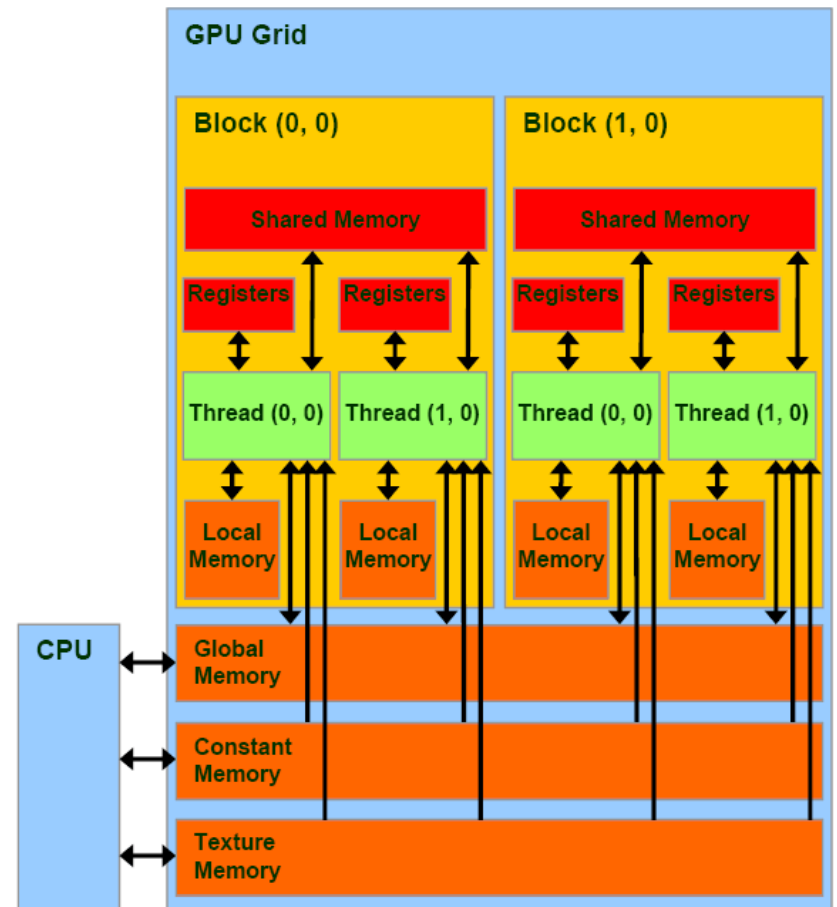 GPU Grid
Block (0, 0)
Block (1, 0)
Shared Memory
Shared Memory
Registers
Registers
Registers
Registers
Thread (0, 0)
Thread (1, 0)
Thread (0, 0)
Thread (1, 0)
Local
Memory
Local
Memory
Local
Memory
Local
Memory
CPU
Global
Memory
Constant
Memory
Texture
Memory